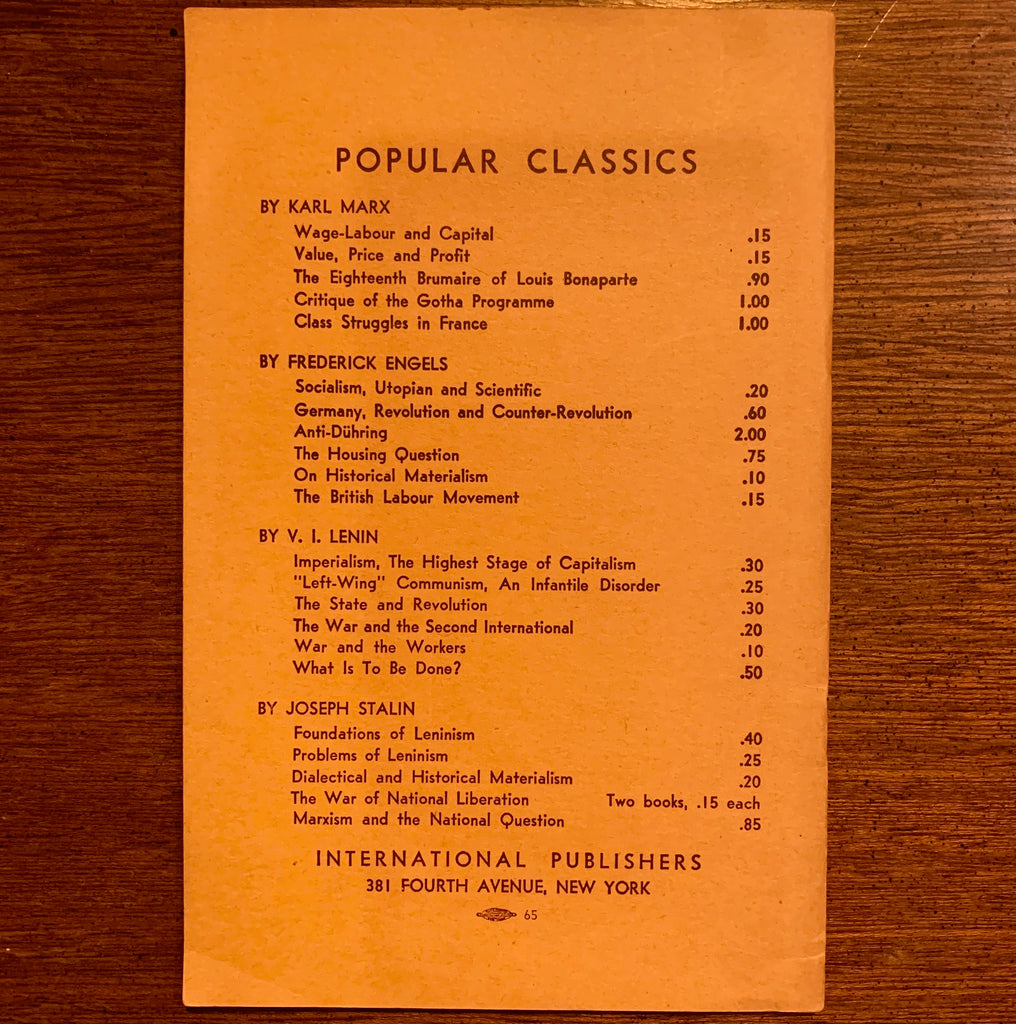 POPULAR CLASSICS
BY KARL MARX
Wage-Labour and Capital .15
Value, Price and Profit .15
The Eighteenth Brumaire of Louis Bonaparte .90
Critique of the Gotha Programme 1.00
Class Struggles in France 1.00
BY FREDERICK ENGELS
Socialism, Utopian and Scientific .20
Germany, Revolution and Counter-Revolution .60
Anti-Dühring 2.00
The Housing Question .75
On Historical Materialism .10
The British Labour Movement .15
BY V. I. LENIN
Imperialism, The Highest Stage of Capitalism .30
"Left-Wing" Communism, An Infantile Disorder .25
The State and Revolution .30
The War and the Second International .20
War and the Workers .10
What Is To Be Done? .50
BY JOSEPH STALIN
Foundations of Leninism .40
Problems of Leninism .25
Dialectical and Historical Materialism .20
The War of National Liberation Two books, .15 each
Marxism and the National Question .85
INTERNATIONAL PUBLISHERS
381 FOURTH AVENUE, NEW YORK
65